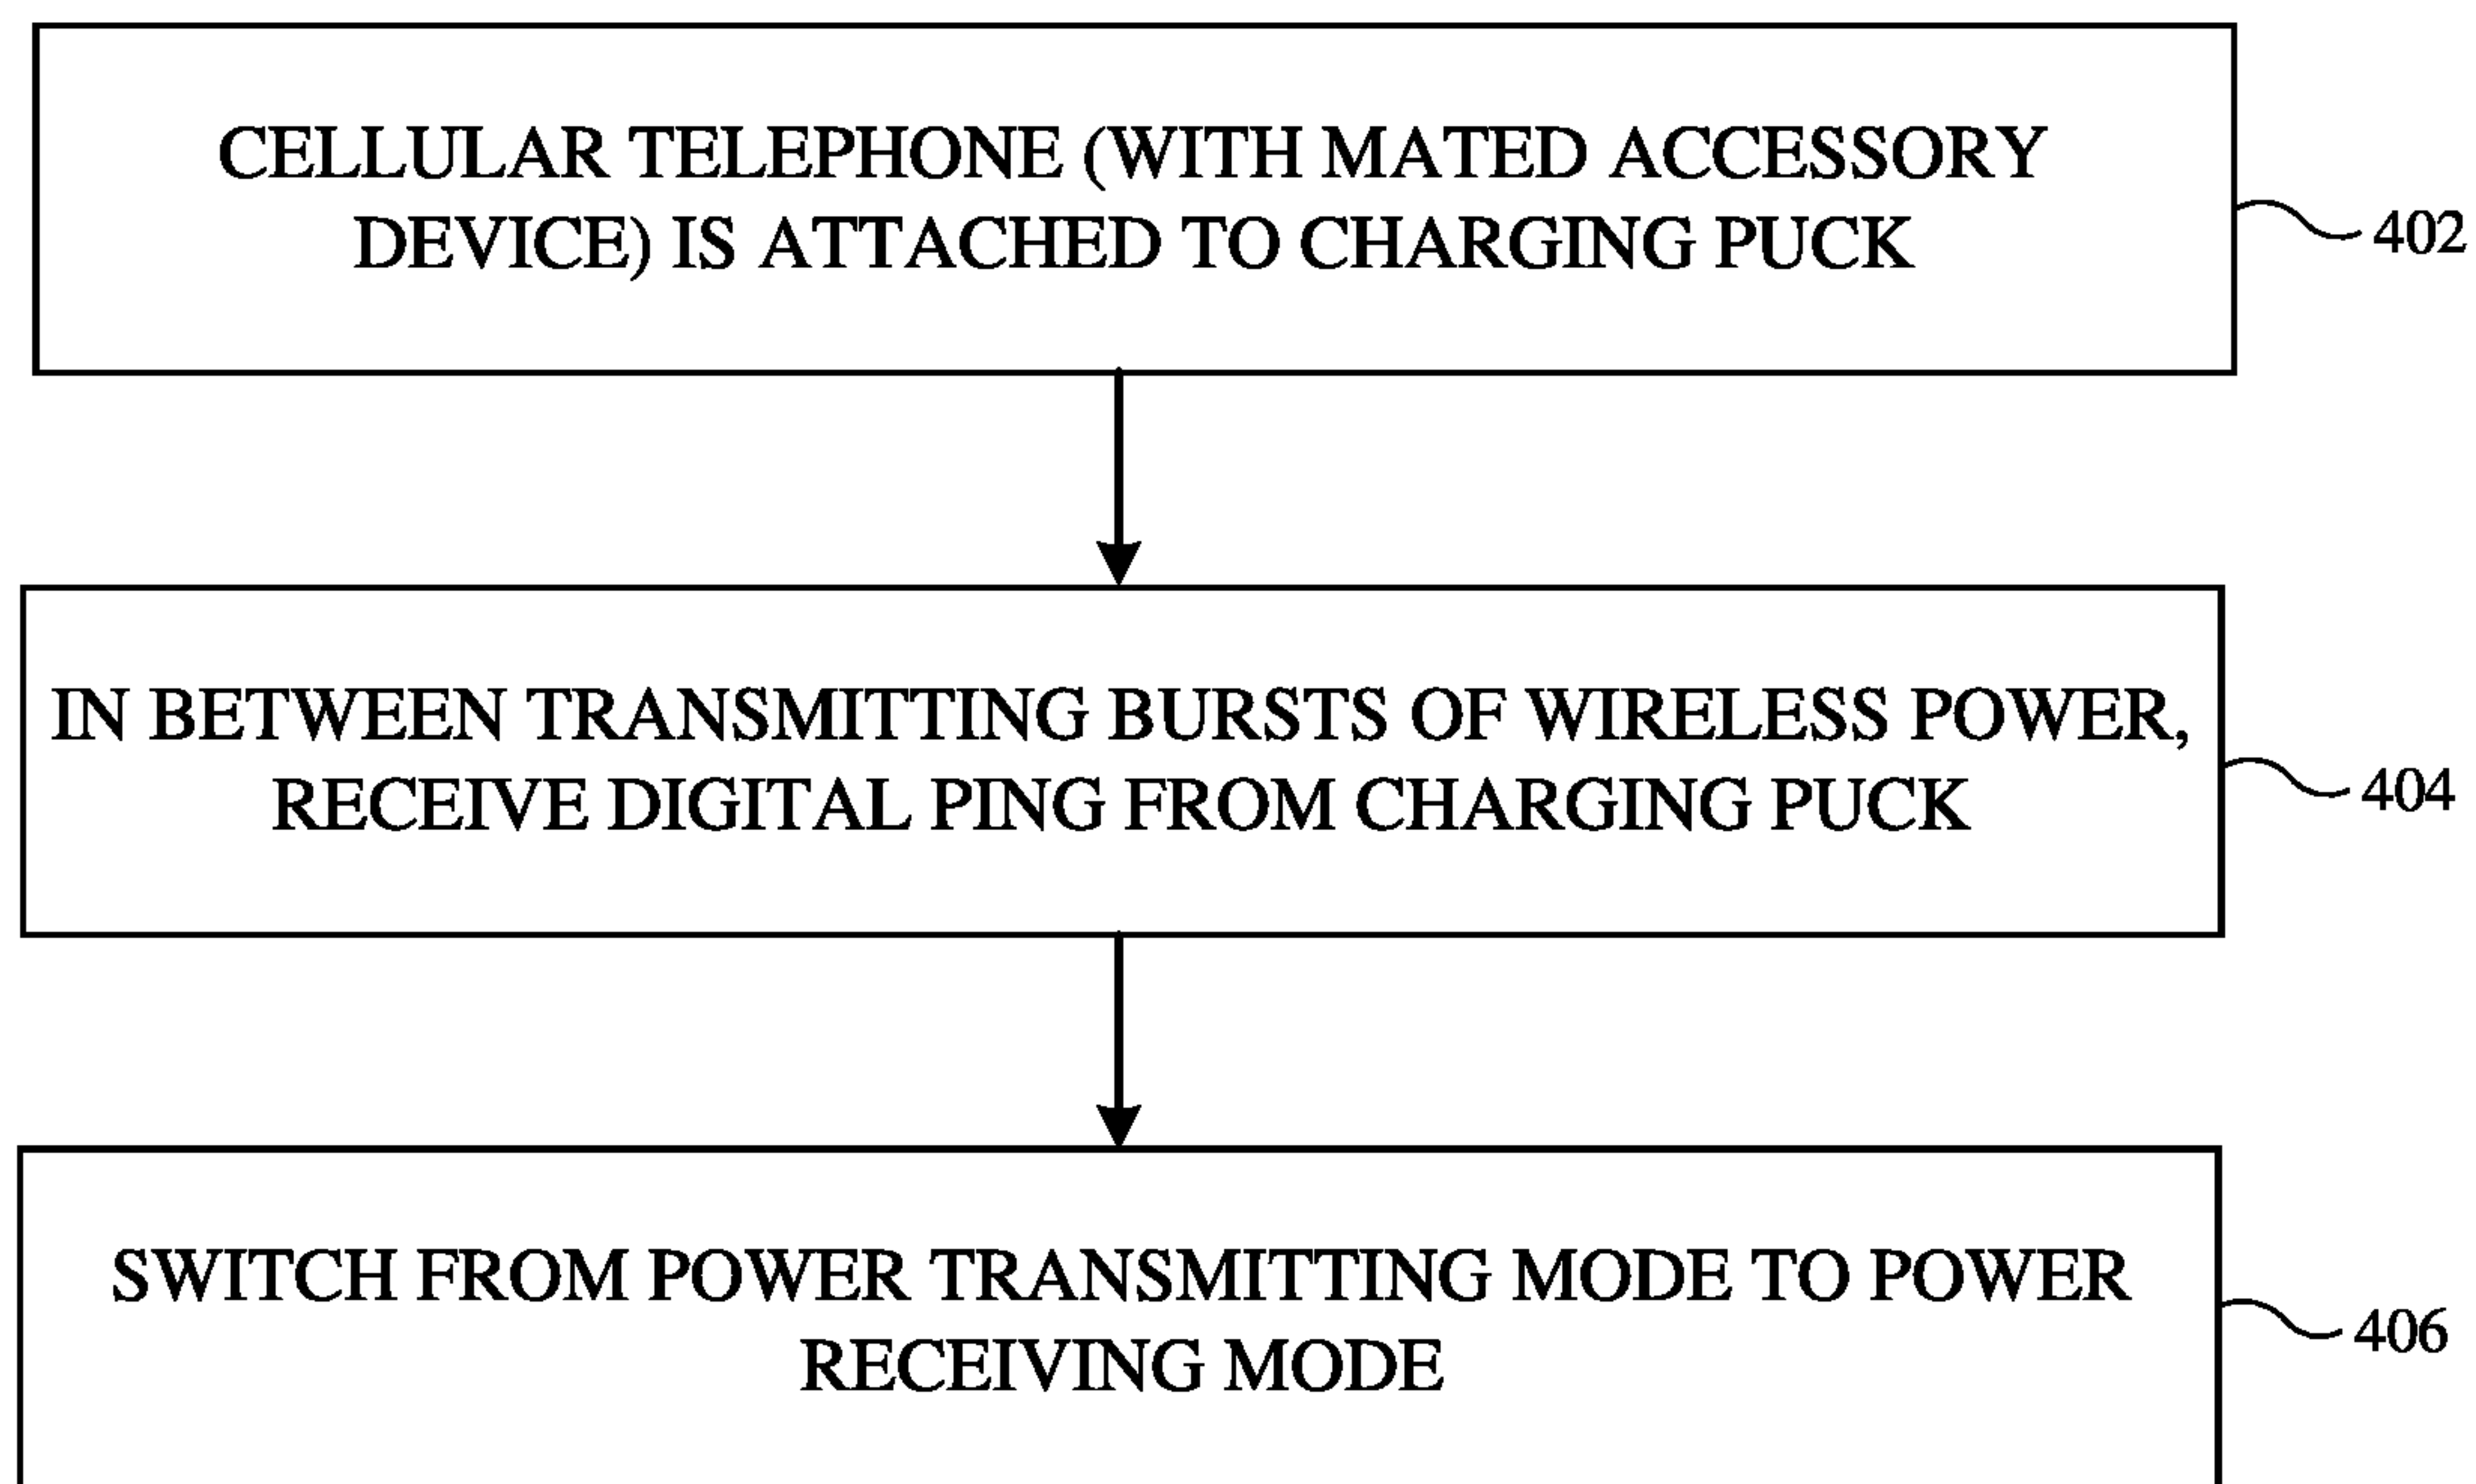 CELLULAR TELEPHONE (WITH MATED ACCESSORY
DEVICE) IS ATTACHED TO CHARGING PUCK
402
IN BETWEEN TRANSMITTING BURSTS OF WIRELESS POWER,
RECEIVE DIGITAL PING FROM CHARGING PUCK
404
SWITCH FROM POWER TRANSMITTING MODE TO POWER
RECEIVING MODE
406